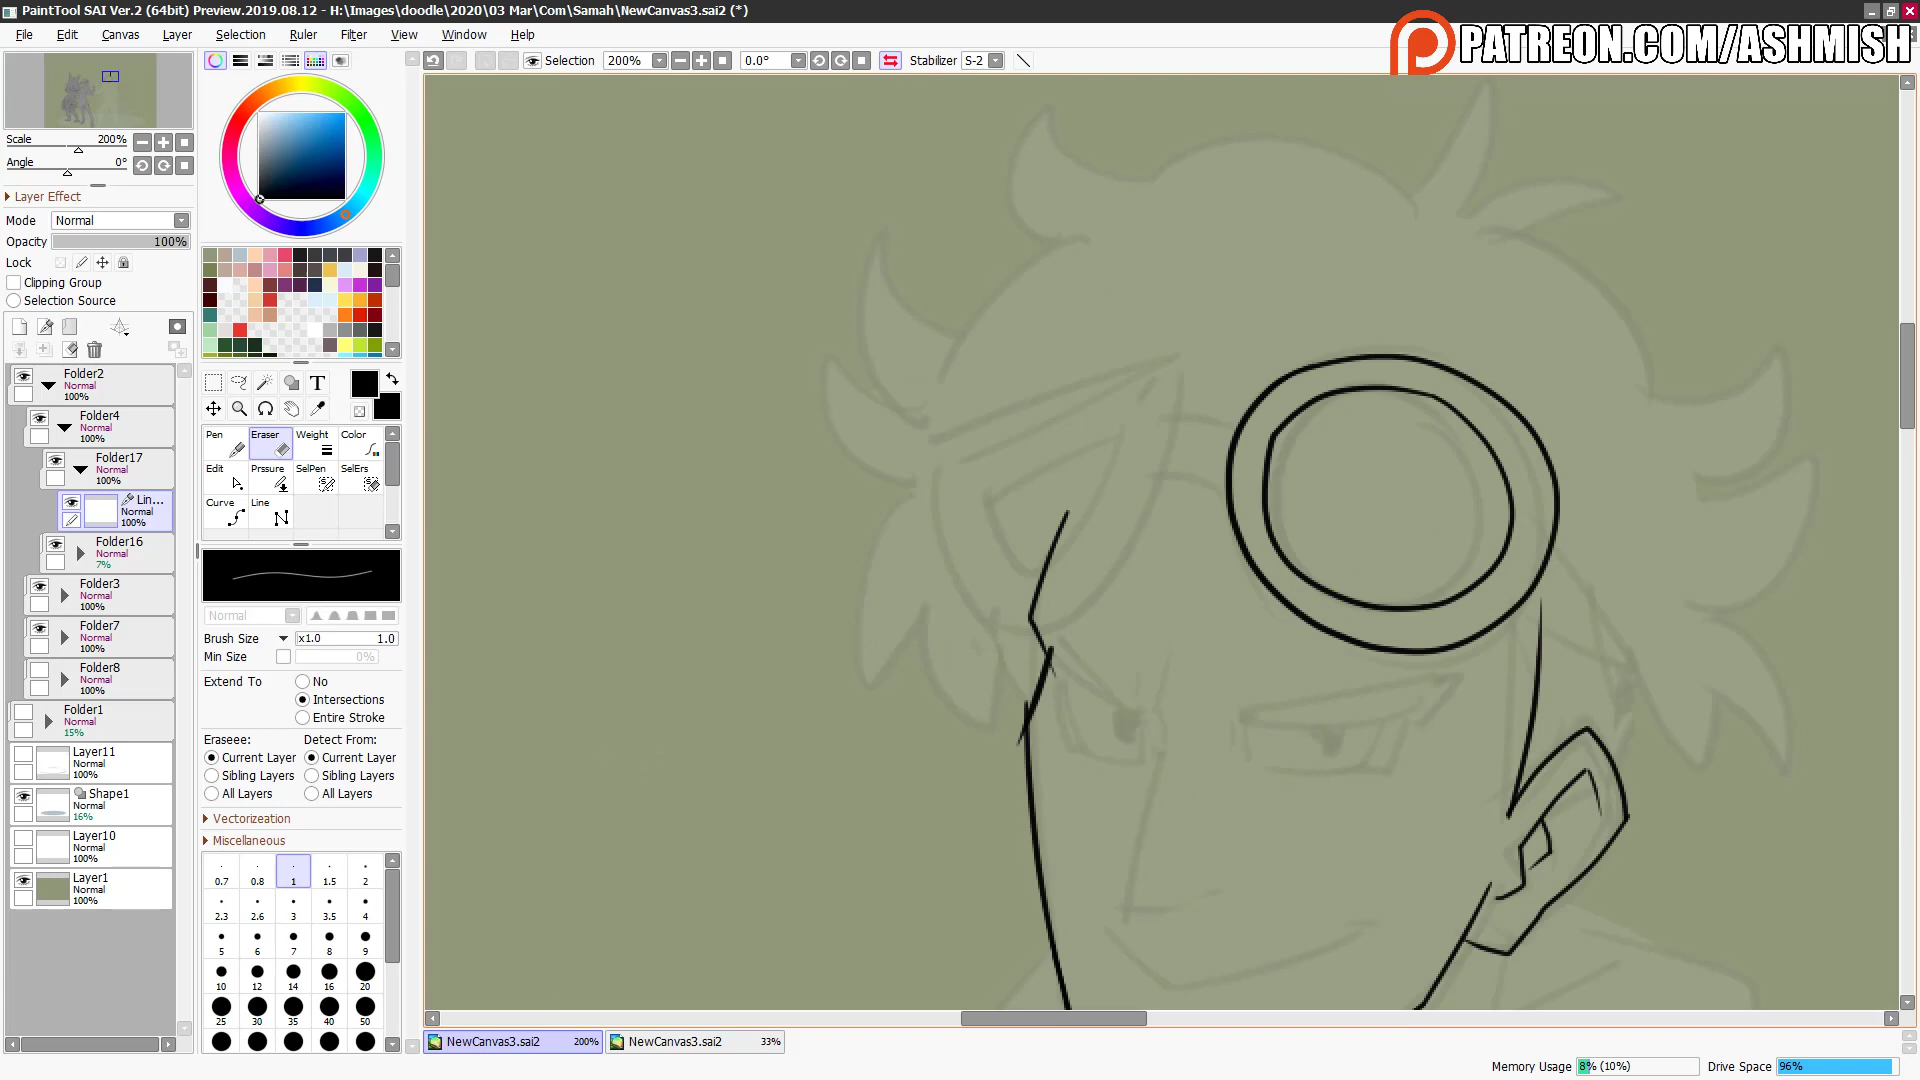 PaintTool SAI Ver.2 (64bit) Preview.2019.08.12 - H:\Images\doodle\2020\03 Mar\Com\Samah\NewCanvas3.sai2 (*)
File Edit Canvas Layer Selection Ruler Filter View Window Help
PATREON.COM/ASHMISH
Selection 200% 0.0° Stabilizer S-2
Scale 200%
Angle 0°
Layer Effect
Mode Normal
Opacity 100%
Lock
Clipping Group
Selection Source
Folder2
Normal
100%
Folder4
Normal
100%
Folder17
Normal
100%
Lin...
Normal
100%
Folder16
Normal
7%
Folder3
Normal
100%
Folder7
Normal
100%
Folder8
Normal
100%
Folder1
Normal
15%
Layer11
Normal
100%
Shape1
Normal
16%
Layer10
Normal
100%
Layer1
Normal
100%
T
Pen Eraser Weight Color
Edit Prssure SelPen SelErs
Curve Line
Normal
Brush Size x1.0 1.0
Min Size 0%
Extend To No
Intersections
Entire Stroke
Eraseee: Detect From:
Current Layer Current Layer
Sibling Layers Sibling Layers
All Layers All Layers
Vectorizeation
Miscellaneous
0.7 0.8 1 1.5 2
2.3 2.6 3 3.5 4
5 6 7 8 9
10 12 14 16 20
25 30 35 40 50
NewCanvas3.sai2 200% NewCanvas3.sai2 33%
Memory Usage 8% (10%) Drive Space 96%